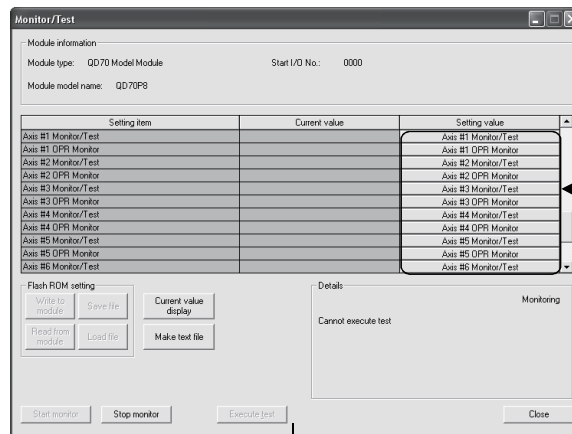 Monitor/Test
Module information
Module type: QD70 Model Module Start I/O No.: 0000
Module model name: QD70P8
Setting item Current value Setting value
Axis #1 Monitor/Test Axis #1 Monitor/Test
Axis #1 OPR Monitor Axis #1 OPR Monitor
Axis #2 Monitor/Test Axis #2 Monitor/Test
Axis #2 OPR Monitor Axis #2 OPR Monitor
Axis #3 Monitor/Test Axis #3 Monitor/Test
Axis #3 OPR Monitor Axis #3 OPR Monitor
Axis #4 Monitor/Test Axis #4 Monitor/Test
Axis #4 OPR Monitor Axis #4 OPR Monitor
Axis #5 Monitor/Test Axis #5 Monitor/Test
Axis #5 OPR Monitor Axis #5 OPR Monitor
Axis #6 Monitor/Test Axis #6 Monitor/Test
Flash ROM setting
Write to
module
Save file
Current value
display
Read from
module
Load file
Make text file
Details
Monitoring
Cannot execute test
Start monitor Stop monitor Execute test Close